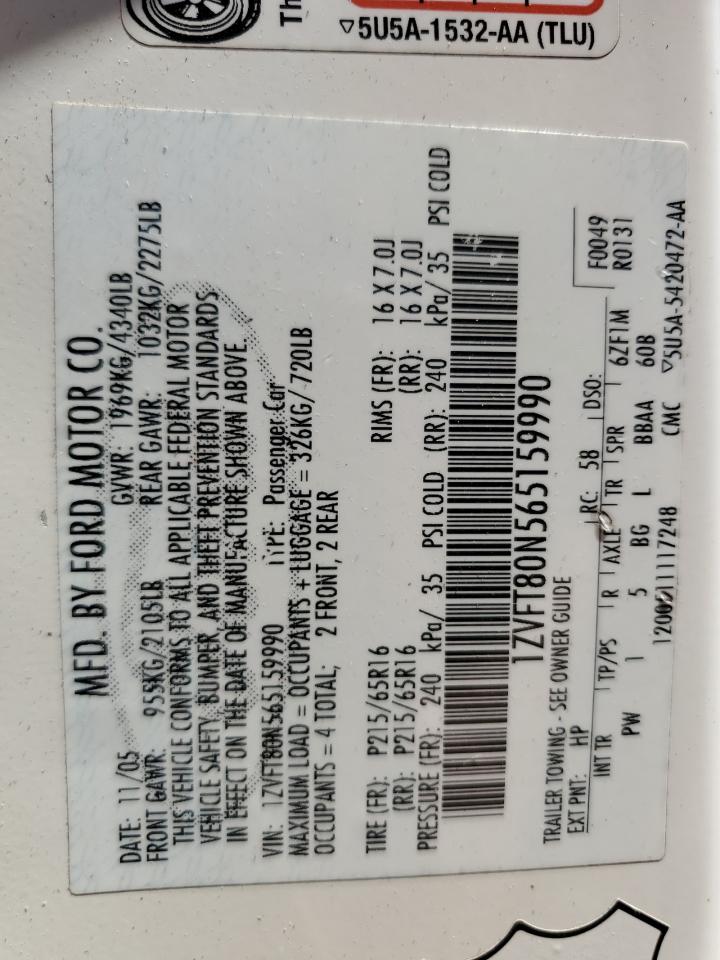 Th
▽5U5A-1532-AA (TLU)
MFD. BY FORD MOTOR CO.
DATE: 11/05 GVWR: 1969KG/4340LB
FRONT GAWR: 955KG/2105LB REAR GAWR: 1032KG/2275LB
THIS VEHICLE CONFORMS TO ALL APPLICABLE FEDERAL MOTOR
VEHICLE SAFETY, BUMPER, AND THEFT PREVENTION STANDARDS
IN EFFECT ON THE DATE OF MANUFACTURE SHOWN ABOVE.
VIN: 1ZVFT80N565159990 TYPE: Passenger Car
MAXIMUM LOAD = OCCUPANTS + LUGGAGE = 326KG/ 720LB
OCCUPANTS = 4 TOTAL; 2 FRONT, 2 REAR
TIRE (FR): P215/65R16 RIMS (FR): 16 X 7.0J
(RR): P215/65R16 (RR): 16 X 7.0J
PRESSURE (FR): 240 kPa/ 35 PSI COLD (RR): 240 kPa/ 35 PSI COLD
1ZVFT80N565159990
TRAILER TOWING - SEE OWNER GUIDE
EXT PNT: HP RC: 58 DSO: F0049
INT TR TP/PS R AXLE TR SPR 6ZF1M R0131
PW 1 5 BG L BBAA 60B
12005111117248 CMC ▽5U5A-5420472-AA